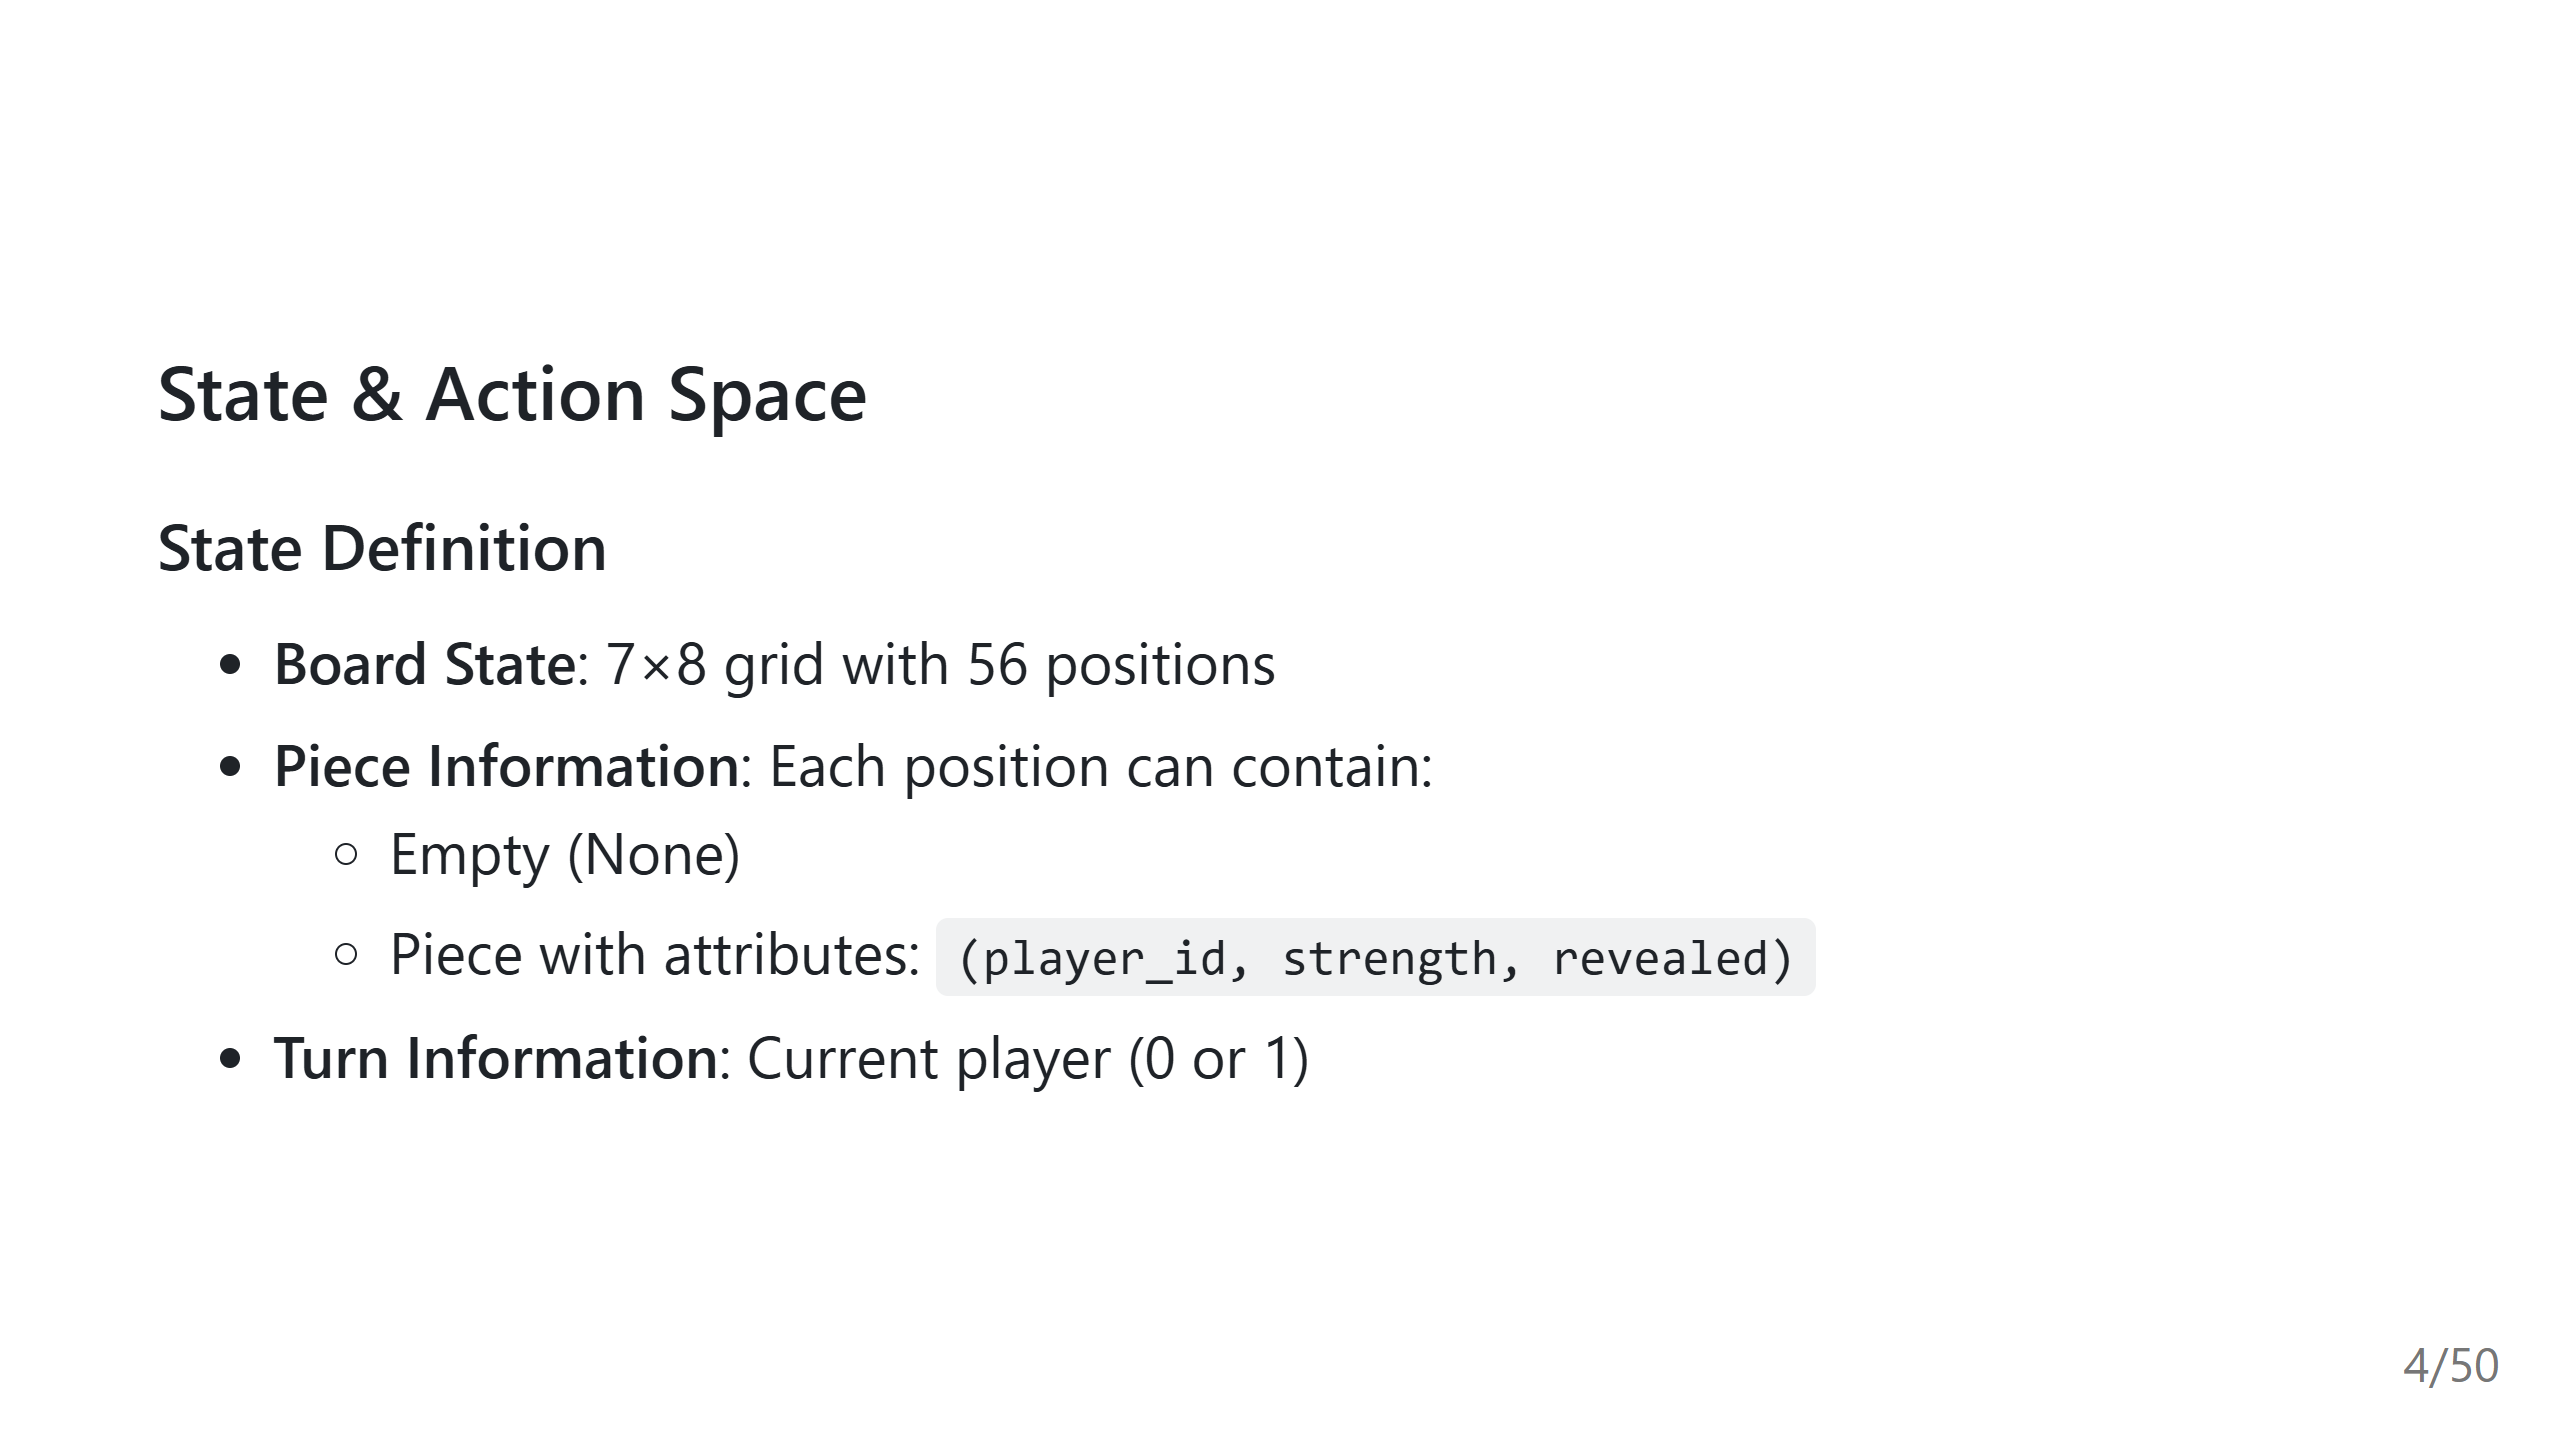 State & Action Space
State Definition
• Board State: 7×8 grid with 56 positions
• Piece Information: Each position can contain:
○ Empty (None)
○ Piece with attributes: (player_id, strength, revealed)
• Turn Information: Current player (0 or 1)
4/50